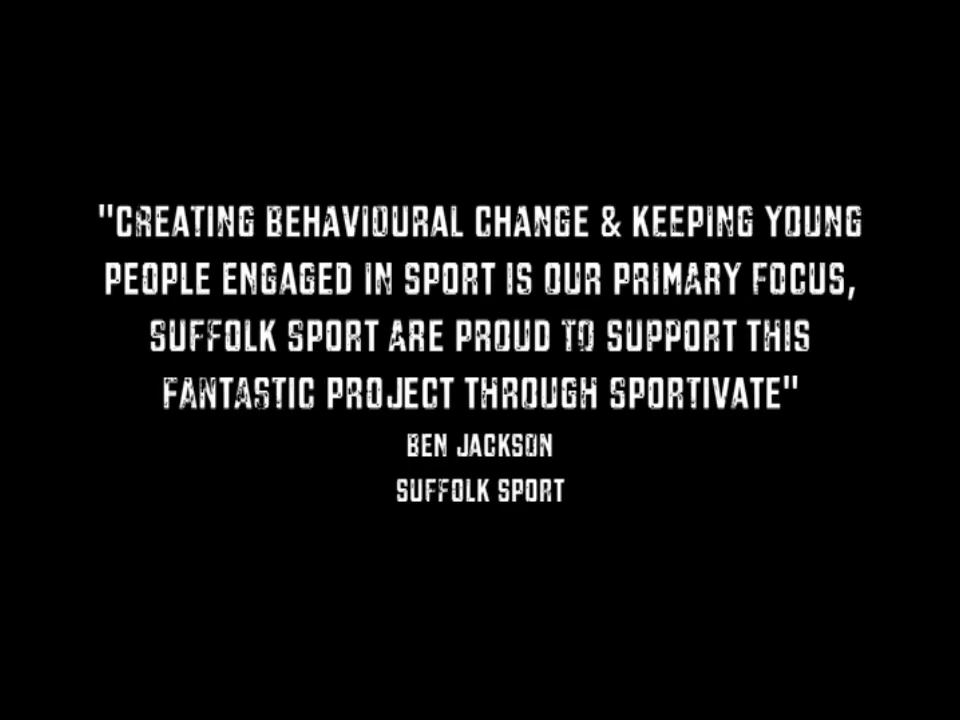 "CREATING BEHAVIOURAL CHANGE & KEEPING YOUNG
PEOPLE ENGAGED IN SPORT IS OUR PRIMARY FOCUS,
SUFFOLK SPORT ARE PROUD TO SUPPORT THIS
FANTASTIC PROJECT THROUGH SPORTIVATE"
BEN JACKSON
SUFFOLK SPORT